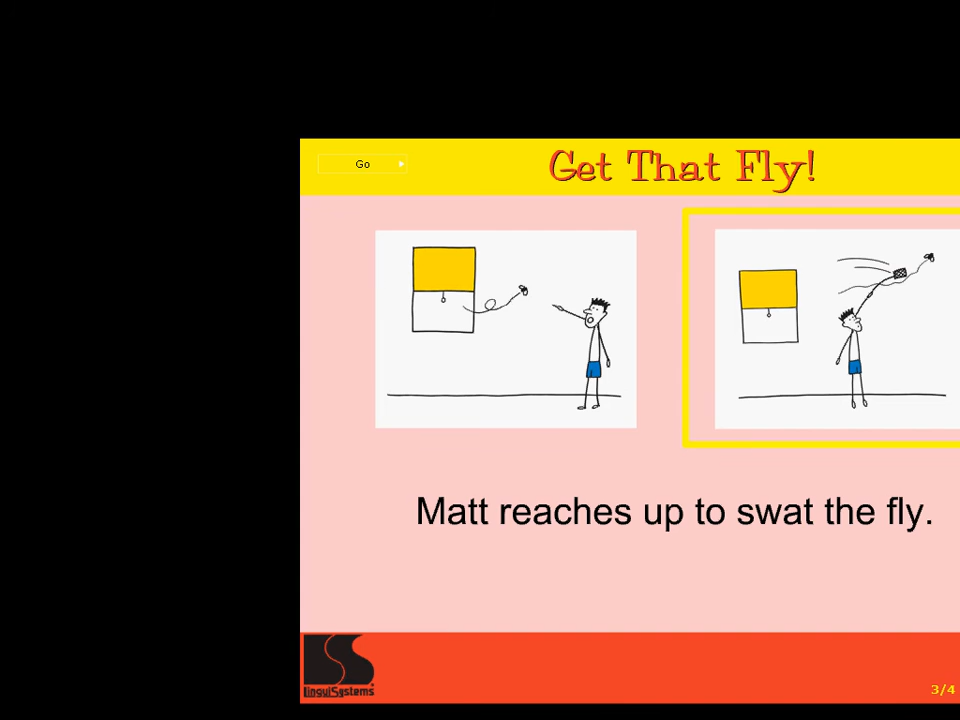 Go
Get That Fly!
Matt reaches up to swat the fly.
LinguiSystems
3/4